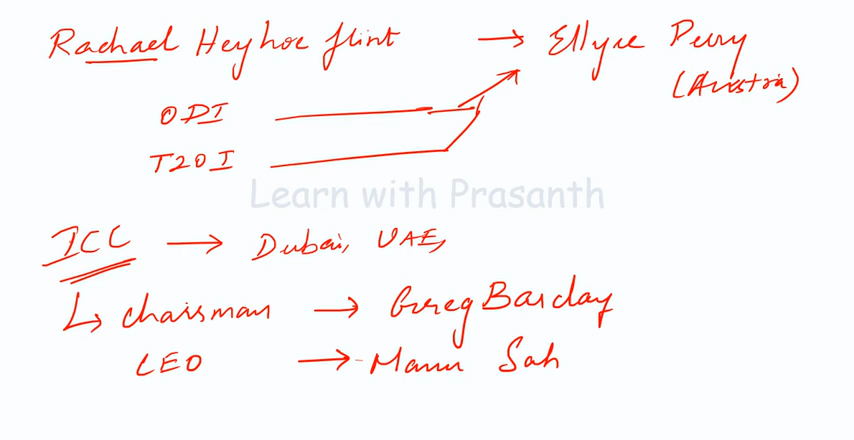 Rachael Heyhoe flint → Ellyse Perry
(Austria)
ODI
T20I
Learn with Prasanth
ICC → Dubai, UAE,
↳ Chairman → Greg Barclay
CEO → Manu Sah